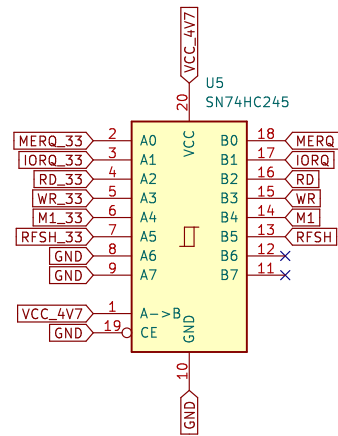 VCC_4V7
20
U5
SN74HC245
VCC
MERQ_33 2 A0 B0 18 MERQ
IORQ_33 3 A1 B1 17 IORQ
RD_33 4 A2 B2 16 RD
WR_33 5 A3 B3 15 WR
M1_33 6 A4 B4 14 M1
RFSH_33 7 A5 B5 13 RFSH
GND 8 A6 B6 12
GND 9 A7 B7 11
VCC_4V7 1 A->B
GND 19 CE
GND
10
GND